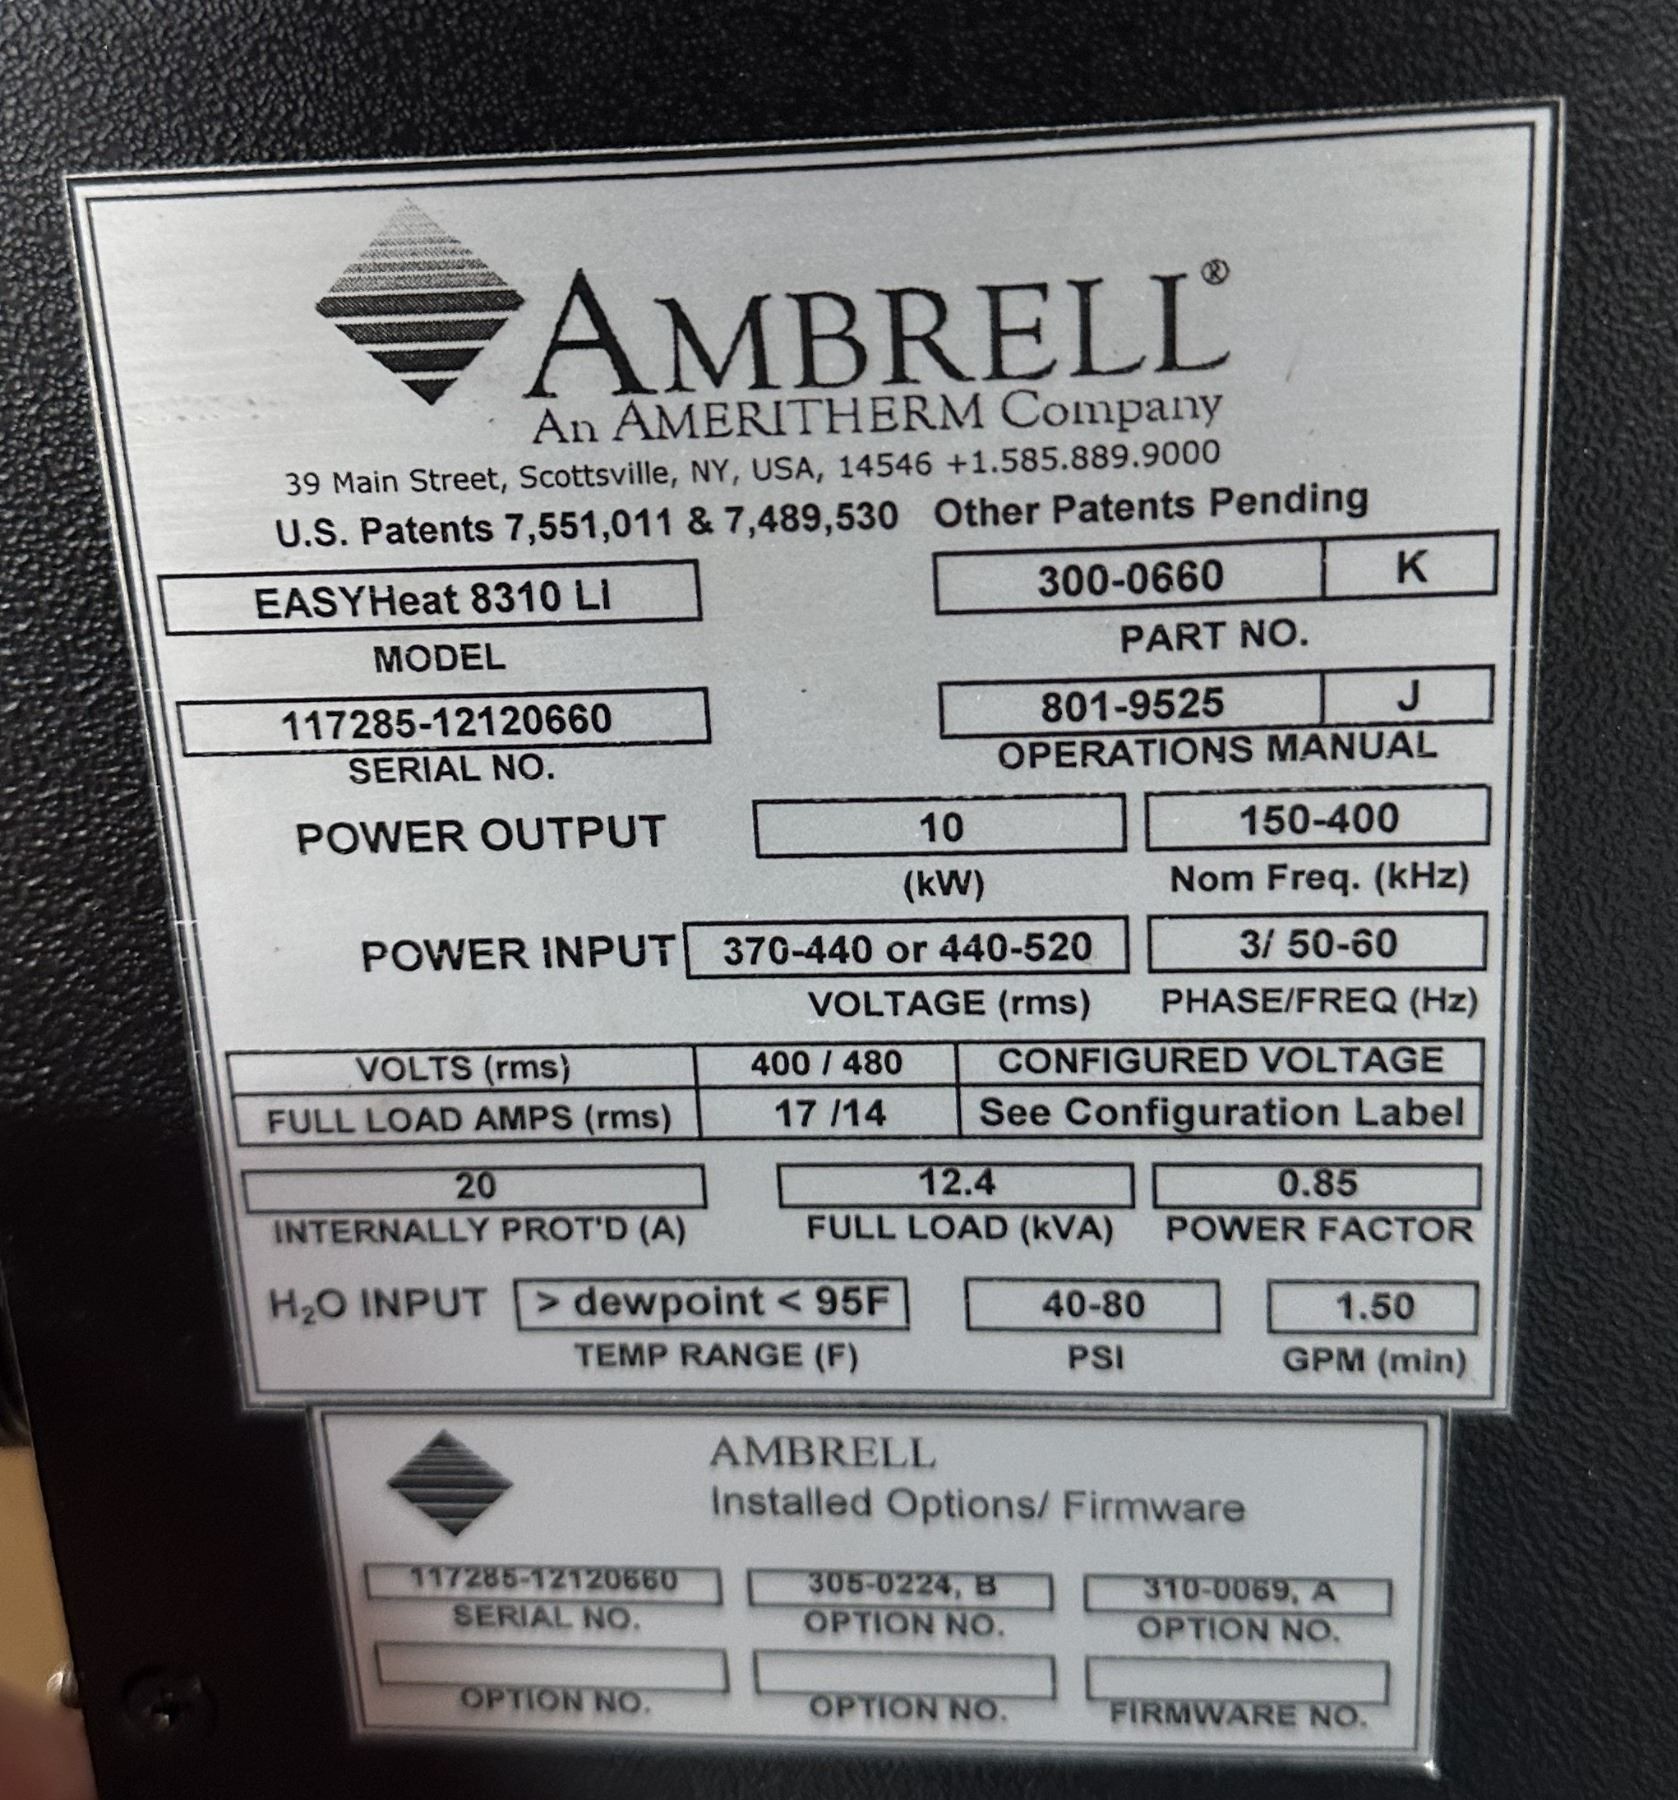 AMBRELL®
An AMERITHERM Company
39 Main Street, Scottsville, NY, USA, 14546 +1.585.889.9000
U.S. Patents 7,551,011 & 7,489,530 Other Patents Pending
EASYHeat 8310 LI 300-0660 K
MODEL PART NO.
117285-12120660 801-9525 J
SERIAL NO. OPERATIONS MANUAL
POWER OUTPUT 10 150-400
(kW) Nom Freq. (kHz)
POWER INPUT 370-440 or 440-520 3/ 50-60
VOLTAGE (rms) PHASE/FREQ (Hz)
VOLTS (rms) 400 / 480 CONFIGURED VOLTAGE
FULL LOAD AMPS (rms) 17 /14 See Configuration Label
20 12.4 0.85
INTERNALLY PROT'D (A) FULL LOAD (kVA) POWER FACTOR
H₂O INPUT > dewpoint < 95F 40-80 1.50
TEMP RANGE (F) PSI GPM (min)
AMBRELL
Installed Options/ Firmware
117285-12120660 305-0224, B 310-0069, A
SERIAL NO. OPTION NO. OPTION NO.
OPTION NO. OPTION NO. FIRMWARE NO.